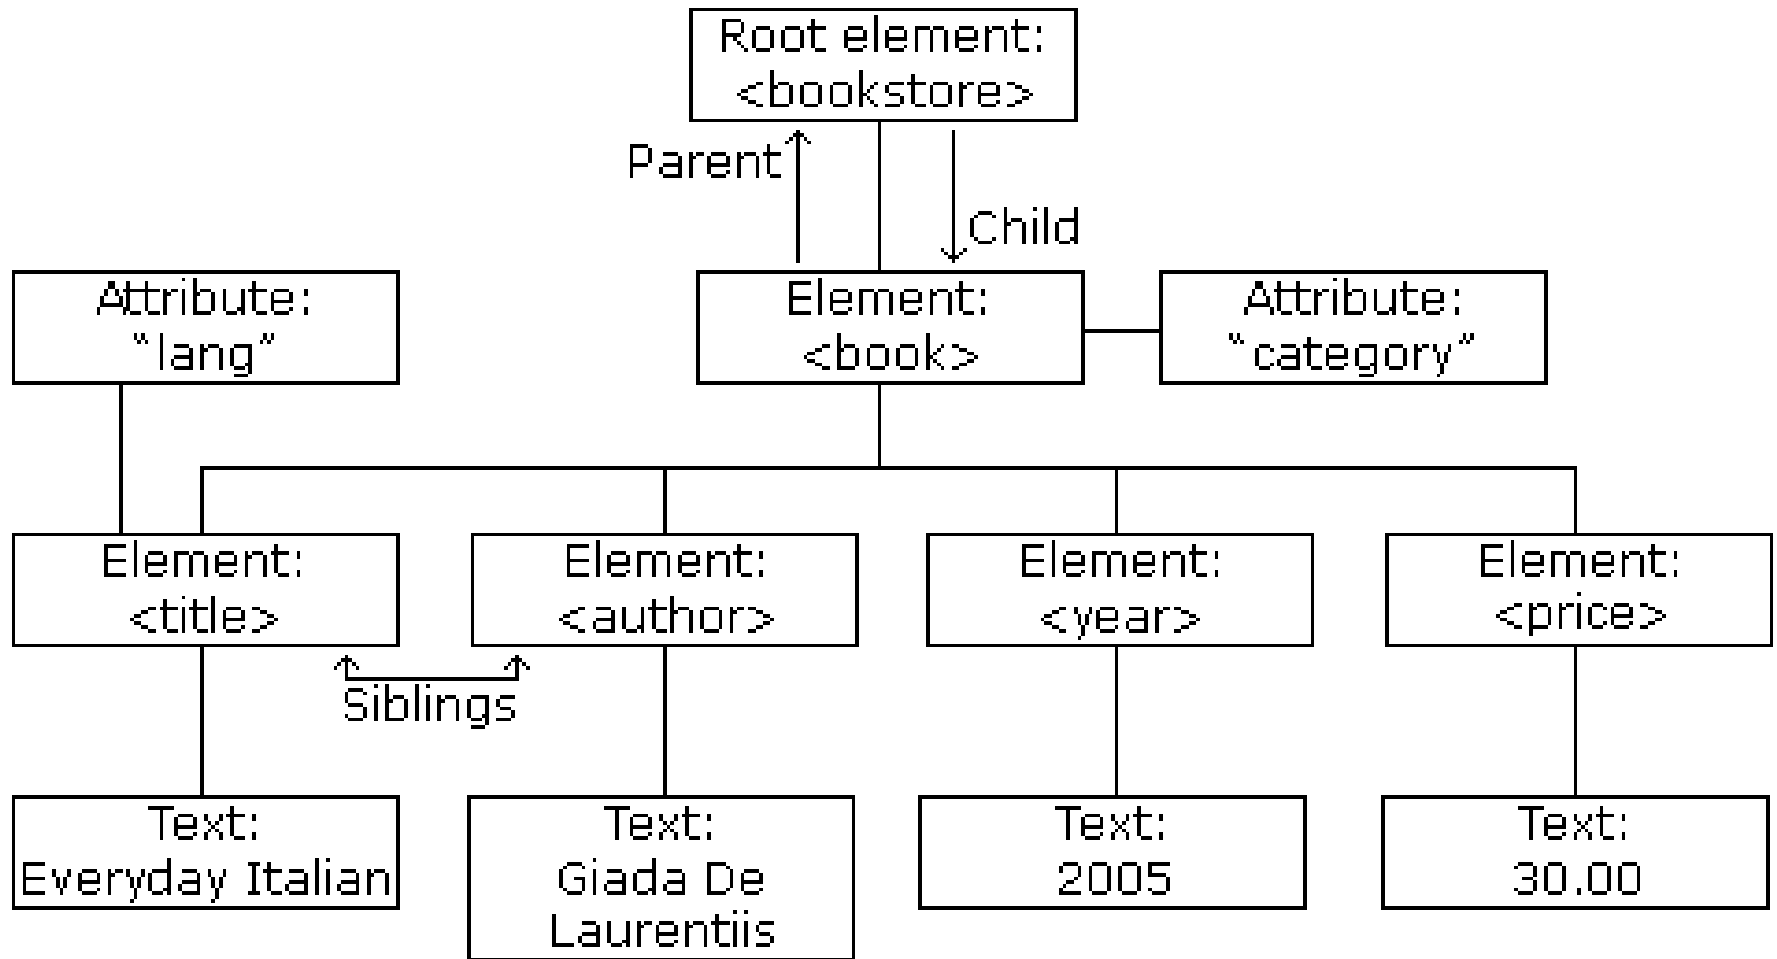 Root element:
<bookstore>
Parent
Child
Attribute:
“lang”
Element:
<book>
Attribute:
“category”
Element:
<title>
Element:
<author>
Element:
<year>
Element:
<price>
Siblings
Text:
Everyday Italian
Text:
Giada De
Laurentiis
Text:
2005
Text:
30.00